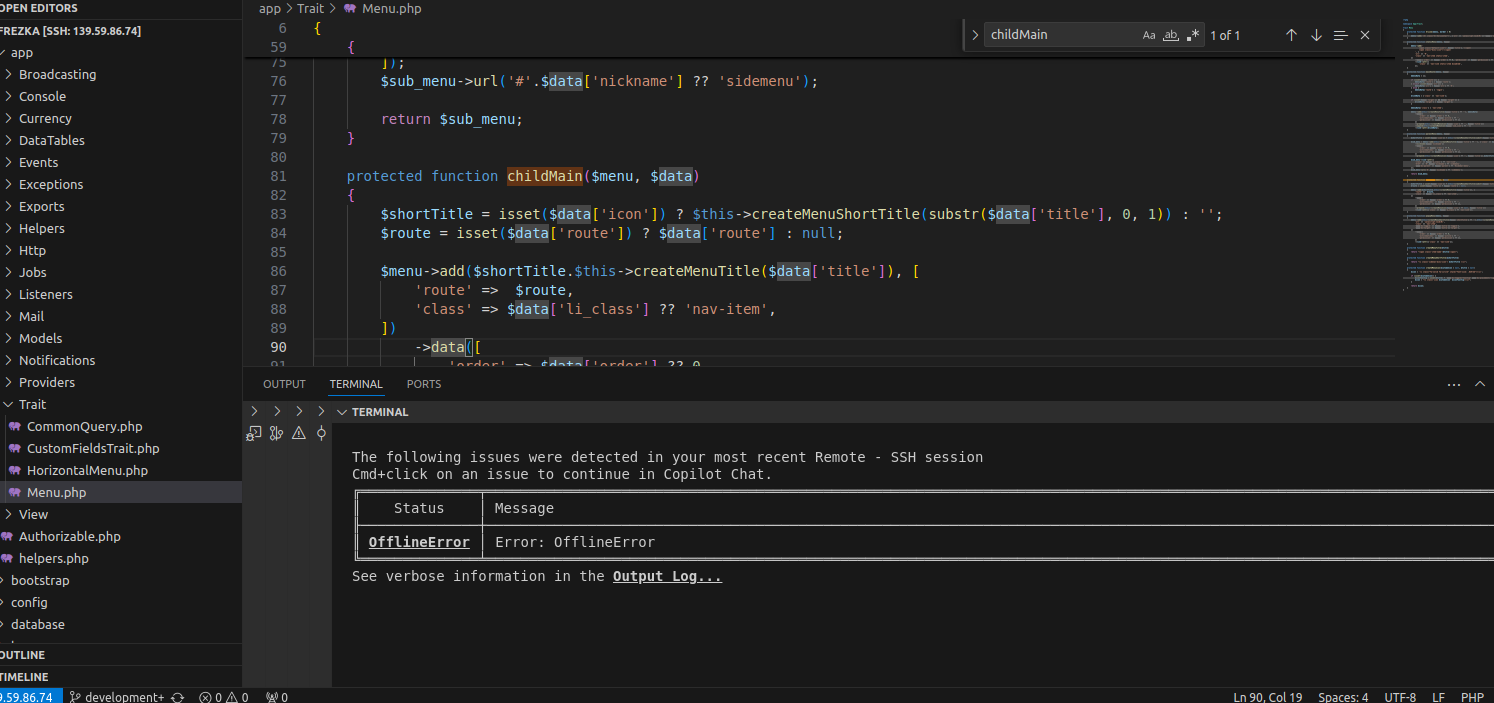 OPEN EDITORS
FREZKA [SSH: 139.59.86.74]
app
Broadcasting
Console
Currency
DataTables
Events
Exceptions
Exports
Helpers
Http
Jobs
Listeners
Mail
Models
Notifications
Providers
Trait
CommonQuery.php
CustomFieldsTrait.php
HorizontalMenu.php
Menu.php
View
Authorizable.php
helpers.php
bootstrap
config
database
OUTLINE
TIMELINE
app > Trait > Menu.php
childMain Aa ab .* 1 of 1
6 {
59 {
75 ]);
76 $sub_menu->url('#'.$data['nickname'] ?? 'sidemenu');
77
78 return $sub_menu;
79 }
80
81 protected function childMain($menu, $data)
82 {
83 $shortTitle = isset($data['icon']) ? $this->createMenuShortTitle(substr($data['title'], 0, 1)) : '';
84 $route = isset($data['route']) ? $data['route'] : null;
85
86 $menu->add($shortTitle.$this->createMenuTitle($data['title']), [
87 'route' => $route,
88 'class' => $data['li_class'] ?? 'nav-item',
89 ])
90 ->data([
91 'order' => $data['order'] ?? 0
OUTPUT TERMINAL PORTS
TERMINAL
The following issues were detected in your most recent Remote - SSH session
Cmd+click on an issue to continue in Copilot Chat.
Status Message
OfflineError Error: OfflineError
See verbose information in the Output Log...
9.59.86.74 development+ 0 0 0 Ln 90, Col 19 Spaces: 4 UTF-8 LF PHP